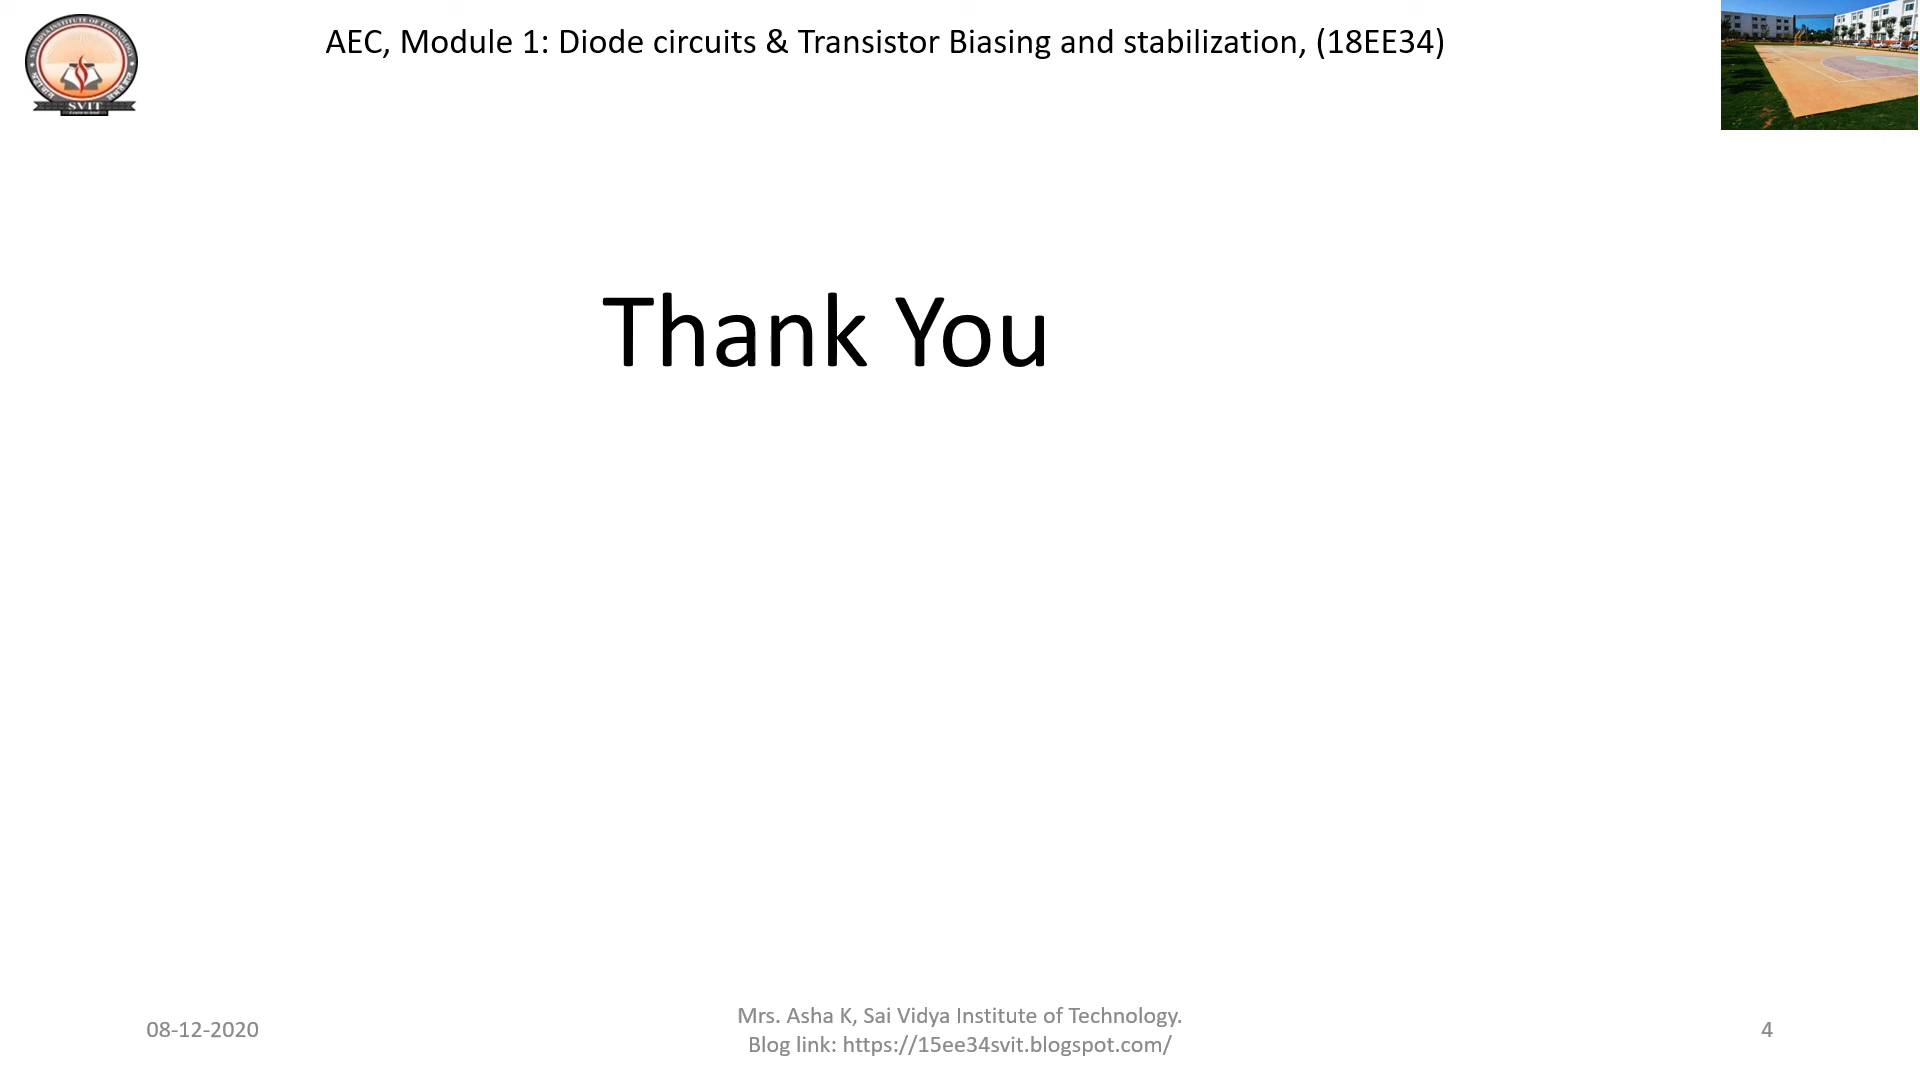 AEC, Module 1: Diode circuits & Transistor Biasing and stabilization, (18EE34)
SVIT
Thank You
08-12-2020
Mrs. Asha K, Sai Vidya Institute of Technology.
Blog link: https://15ee34svit.blogspot.com/
4